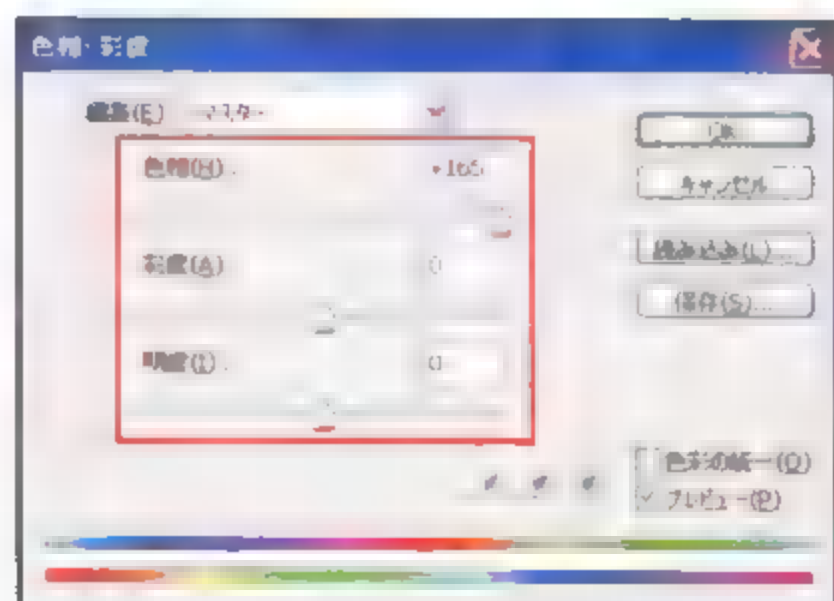 色相・彩度
編集(E) マスター
OK
色相(H): +165
キャンセル
彩度(A) 0
読み込み(L)...
保存(S)...
明度(I): 0
色彩の統一(O)
プレビュー(P)